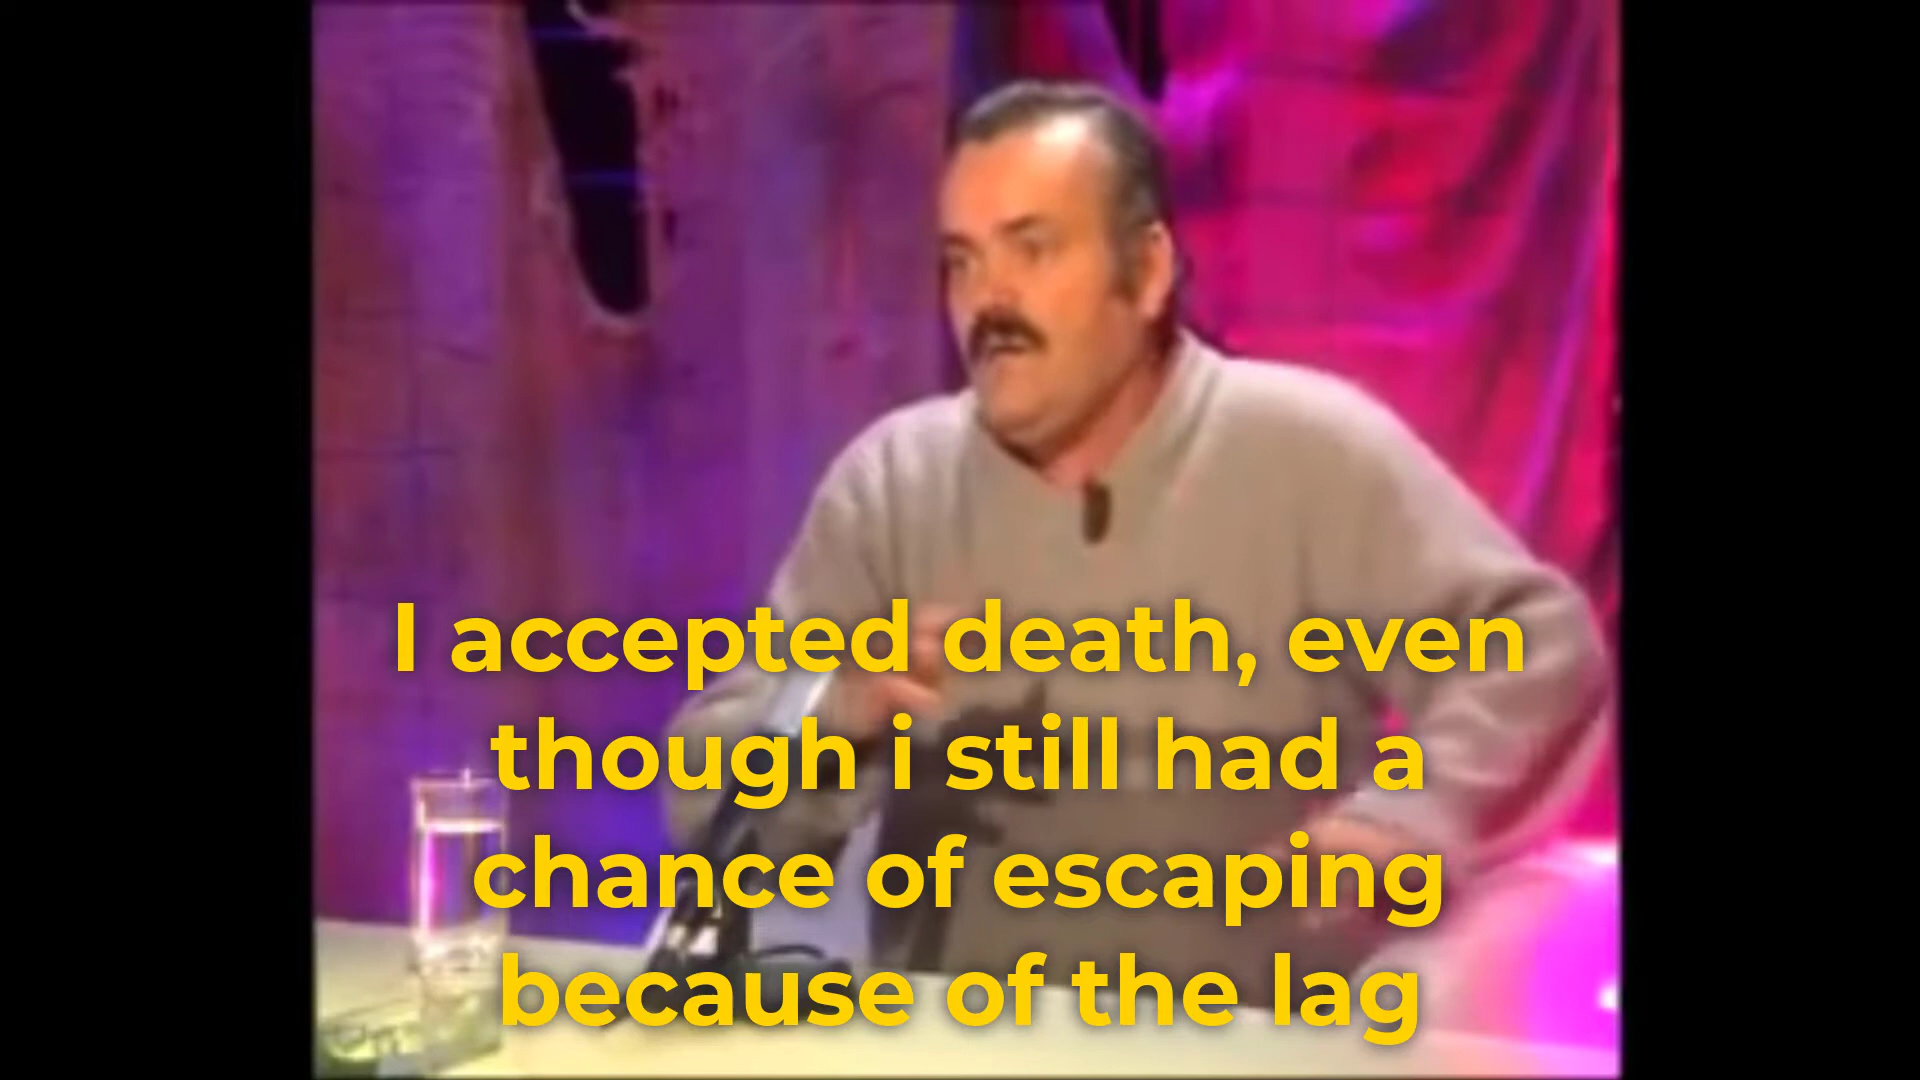 I accepted death, even
though i still had a
chance of escaping
because of the lag